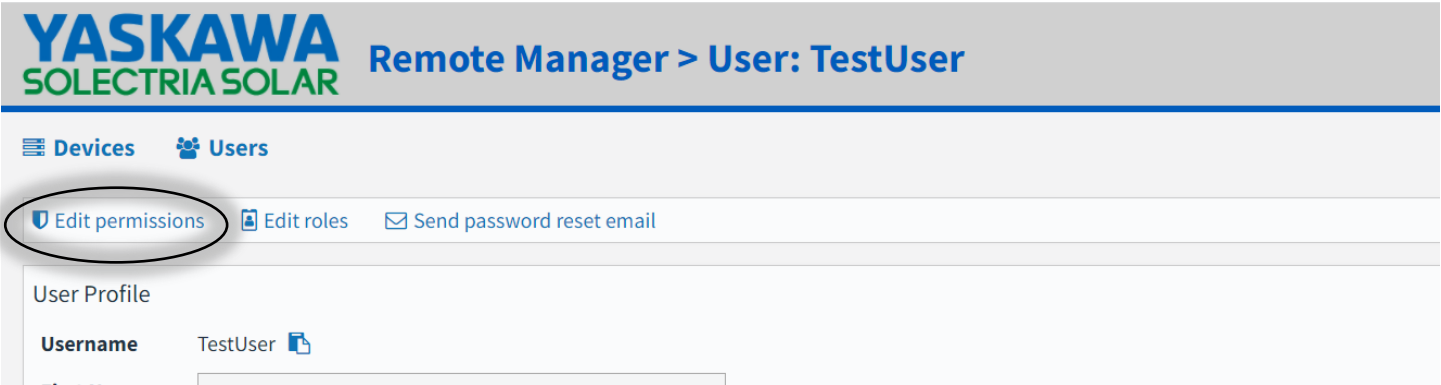 YASKAWA
SOLECTRIA SOLAR
Remote Manager > User: TestUser
Devices Users
Edit permissions Edit roles Send password reset email
User Profile
Username TestUser